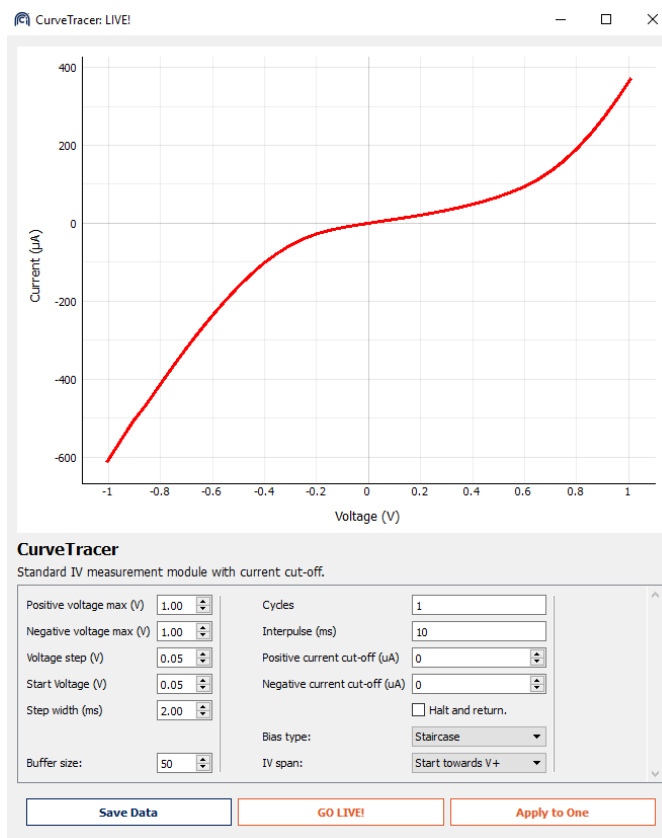 CurveTracer: LIVE!
400
200
0
-200
-400
-600
Current (µA)
-1 -0.8 -0.6 -0.4 -0.2 0 0.2 0.4 0.6 0.8 1
Voltage (V)
CurveTracer
Standard IV measurement module with current cut-off.
Positive voltage max (V) 1.00 Cycles 1
Negative voltage max (V) 1.00 Interpulse (ms) 10
Voltage step (V) 0.05 Positive current cut-off (uA) 0
Start Voltage (V) 0.05 Negative current cut-off (uA) 0
Step width (ms) 2.00 Halt and return.
Bias type: Staircase
Buffer size: 50 IV span: Start towards V+
Save Data GO LIVE! Apply to One